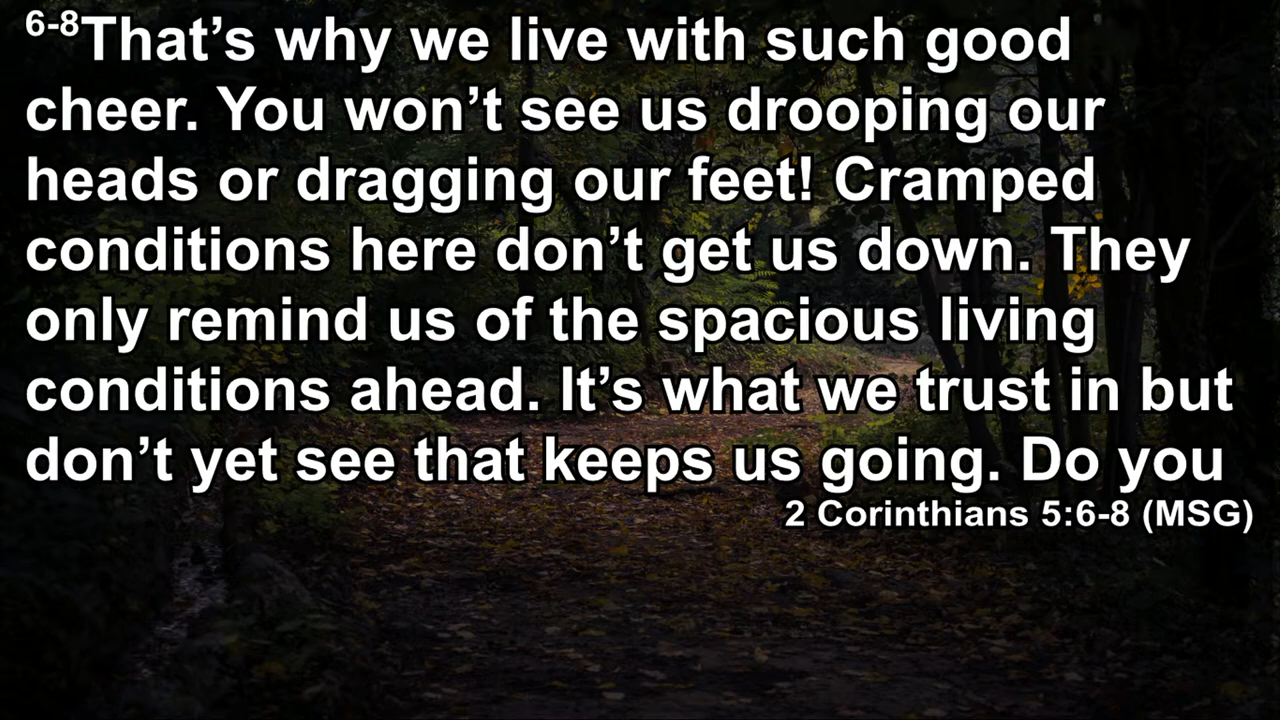 6-8That’s why we live with such good
cheer. You won’t see us drooping our
heads or dragging our feet! Cramped
conditions here don’t get us down. They
only remind us of the spacious living
conditions ahead. It’s what we trust in but
don’t yet see that keeps us going. Do you
2 Corinthians 5:6-8 (MSG)